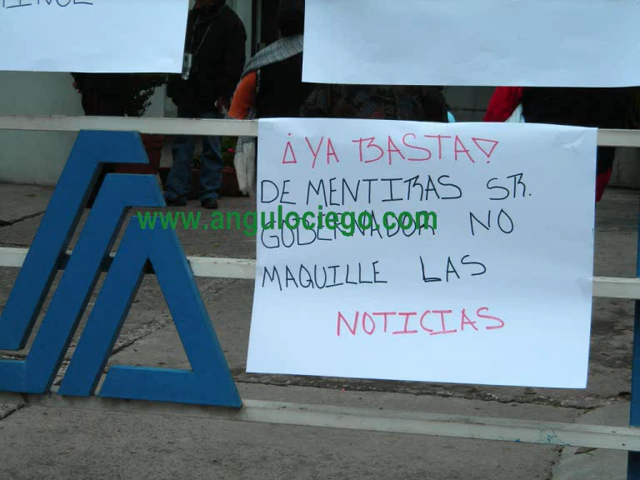 ¡YA BASTA!
DE MENTIRAS SR.
GOBERNADOR NO
MAQUILLE LAS
NOTICIAS
www.angulociego.com